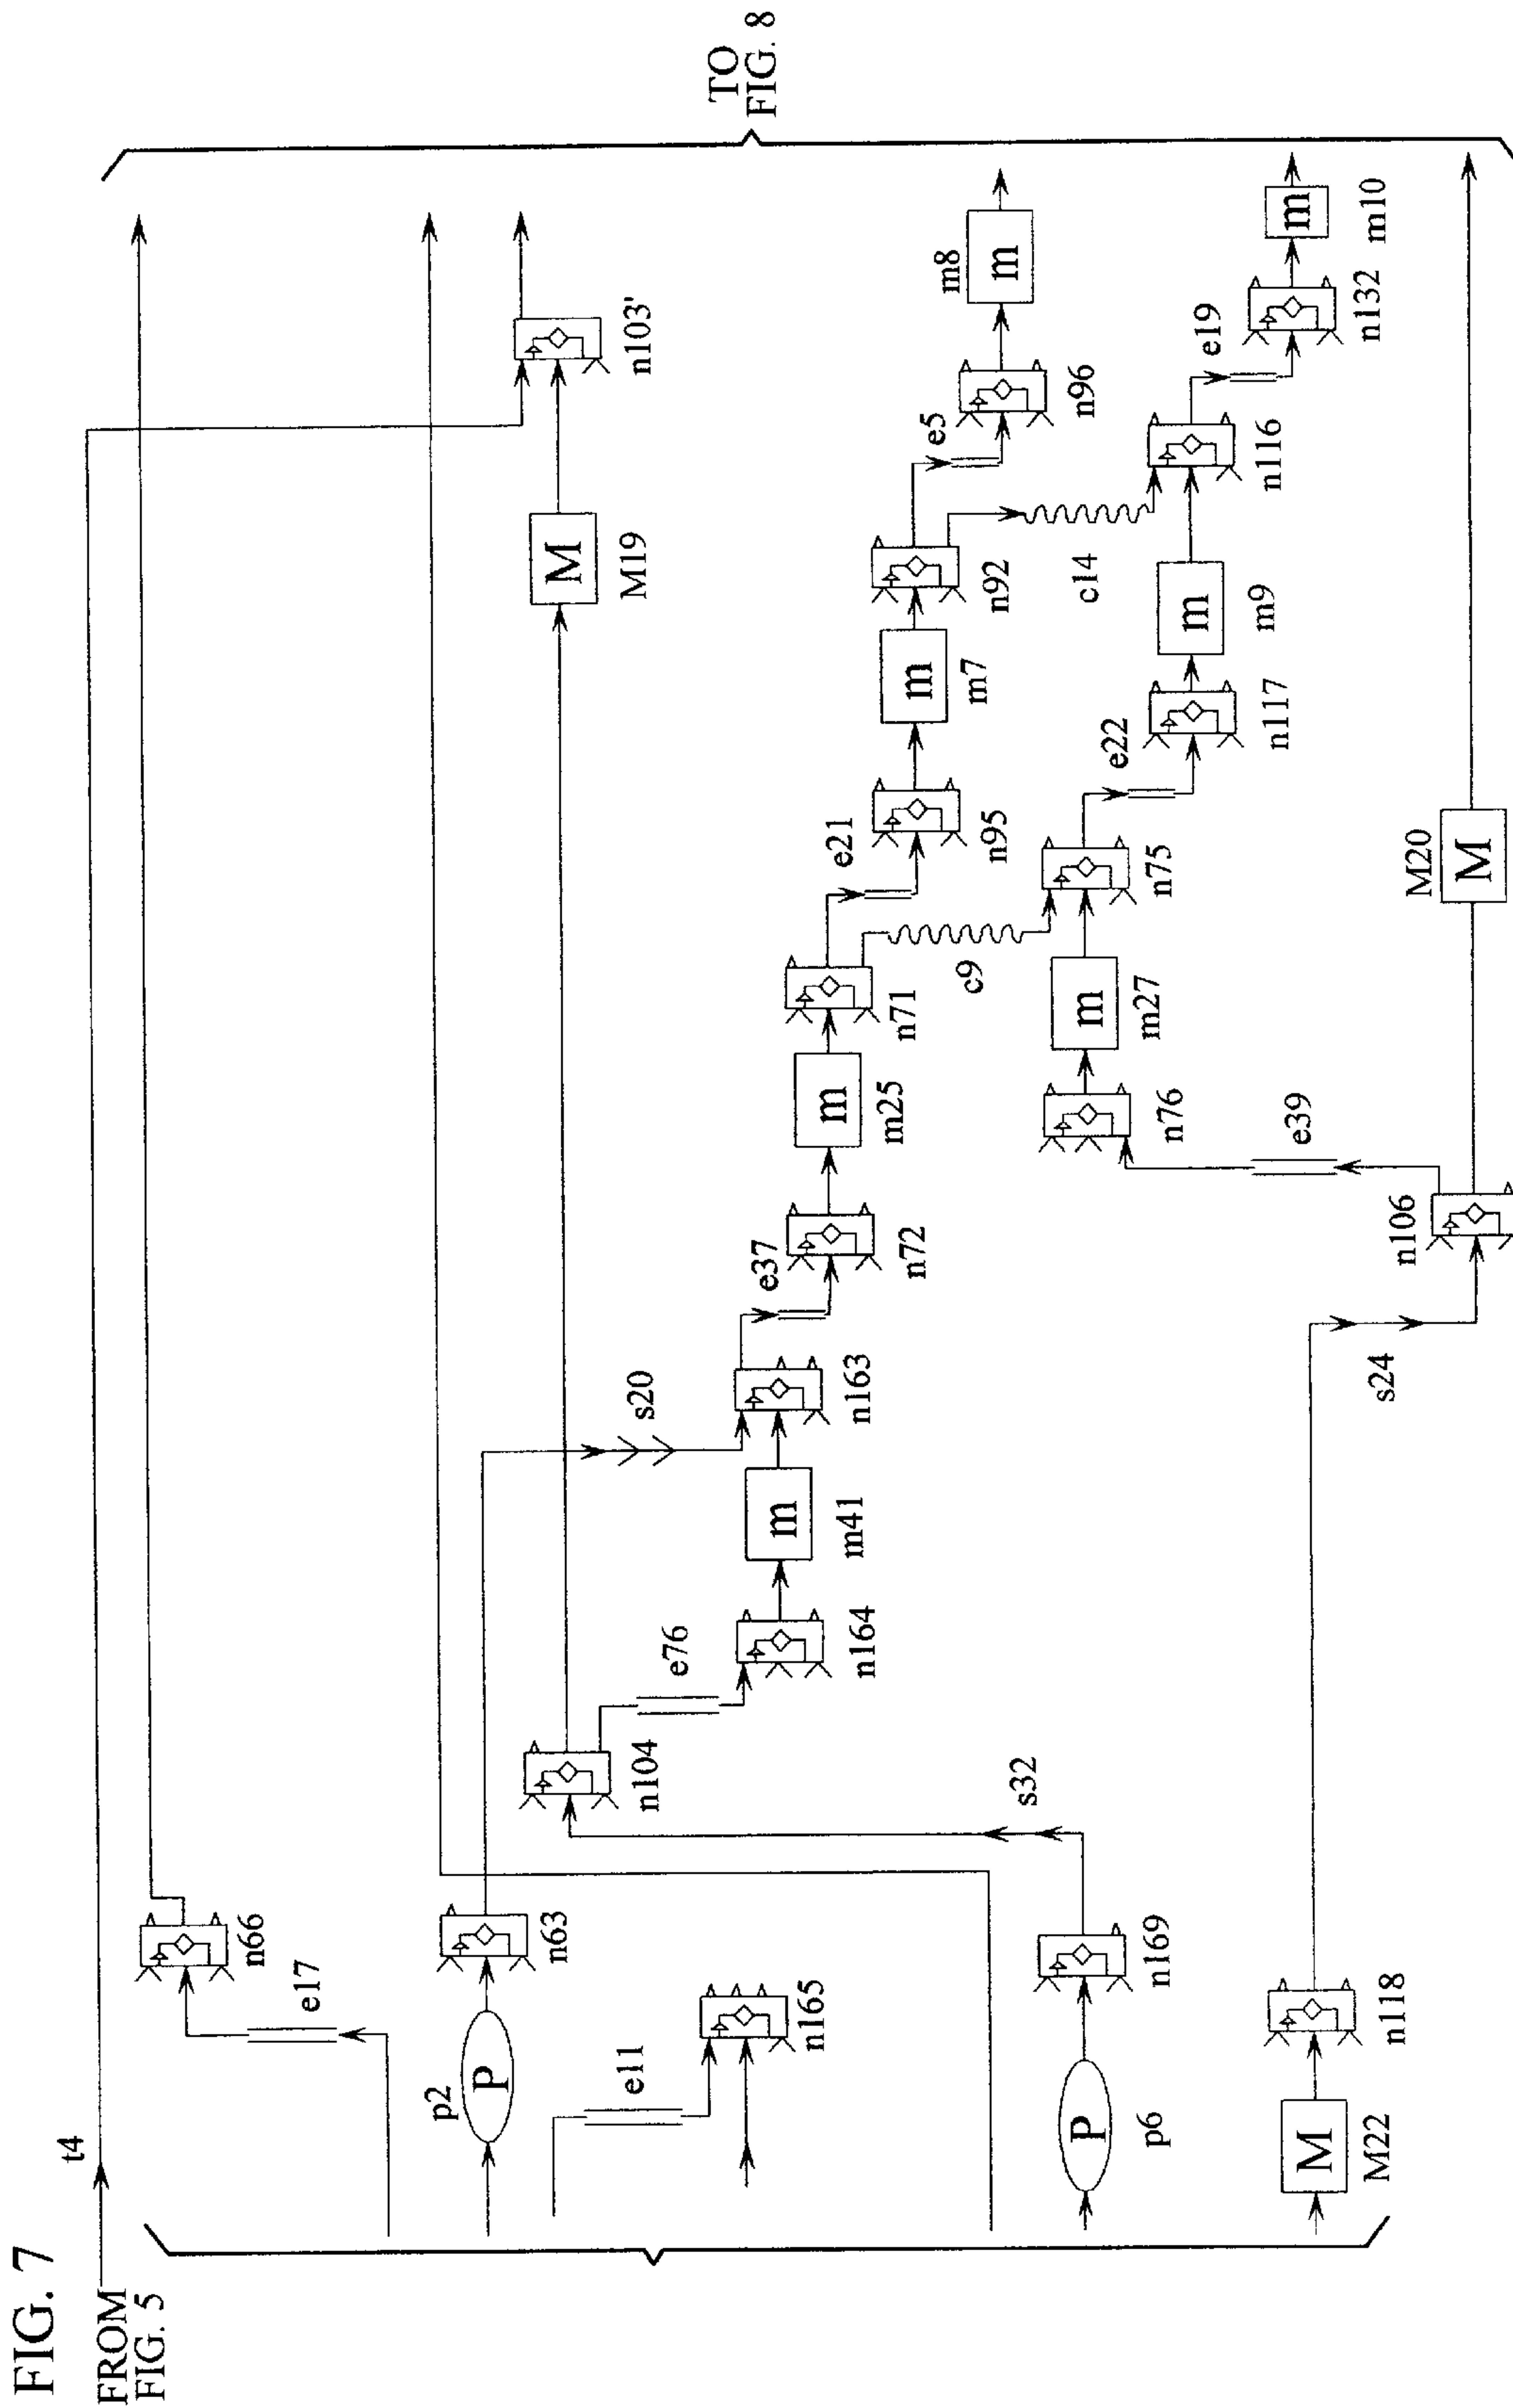 FIG. 7
FROM
FIG. 5
t4
TO
FIG. 8
e17
n66
p2
P
n63
e11
n165
P
p6
n169
s32
M
M22
n118
s24
n104
e76
n164
m
m41
s20
n163
e37
n72
m
m25
n71
e21
c9
n95
m
m7
n92
e5
c14
n96
m8
m
M
M19
n103'
n106
e39
n76
m
m27
n75
e22
n117
m
m9
n116
e19
n132
m
m10
M20
M